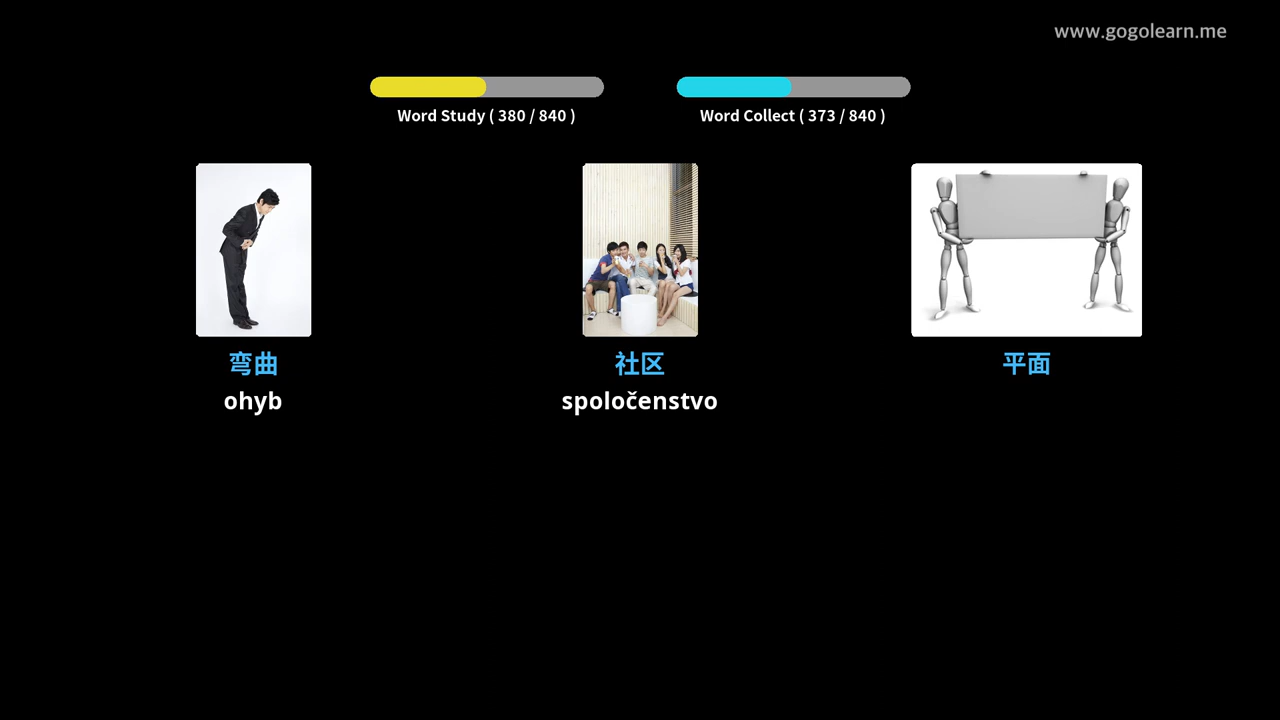 www.gogolearn.me
Word Study ( 380 / 840 )
Word Collect ( 373 / 840 )
弯曲
社区
平面
ohyb
spoločenstvo